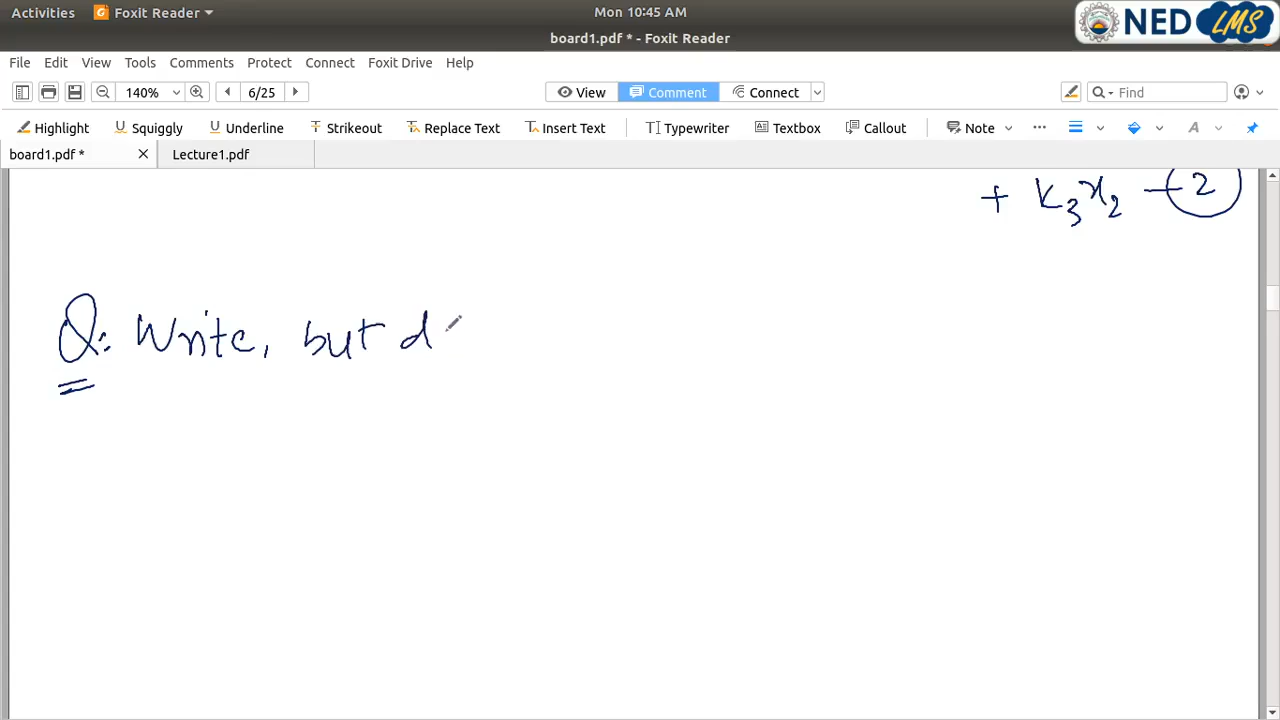 Activities Foxit Reader Mon 10:45 AM NED LMS
board1.pdf * - Foxit Reader
File Edit View Tools Comments Protect Connect Foxit Drive Help
140% 6/25 View Comment Connect Find
Highlight Squiggly Underline Strikeout Replace Text Insert Text Typewriter Textbox Callout Note ... A
board1.pdf * Lecture1.pdf
+ K3x2 — 2
Q: Write, but d